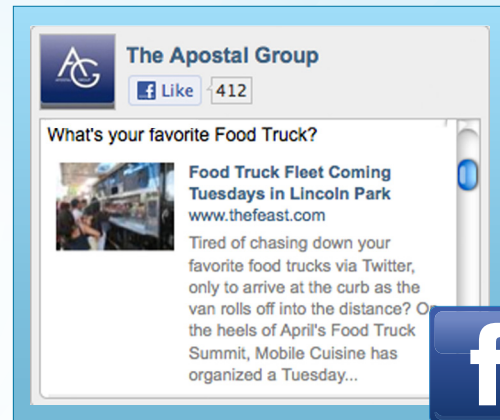 AG
The Apostal Group
Like 412
What's your favorite Food Truck?
Food Truck Fleet Coming
Tuesdays in Lincoln Park
www.thefeast.com
Tired of chasing down your
favorite food trucks via Twitter,
only to arrive at the curb as the
van rolls off into the distance?
the heels of April's Food Truck
Summit, Mobile Cuisine has
organized a Tuesday...
f